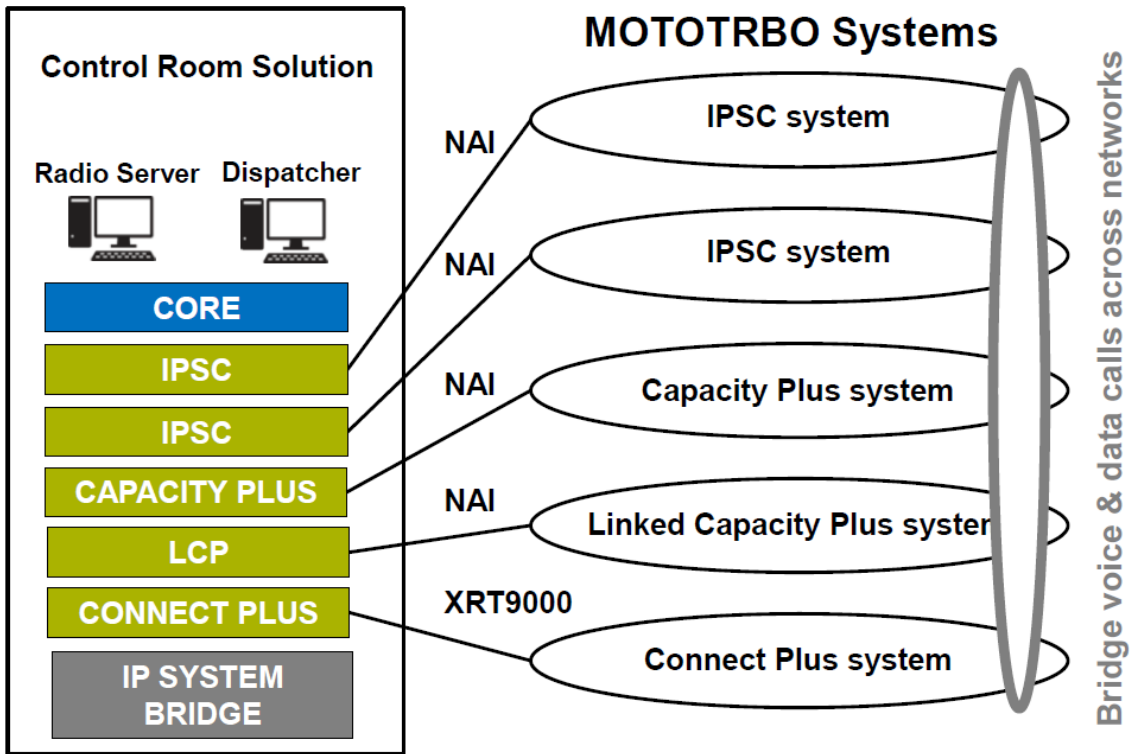 MOTOTRBO Systems
Control Room Solution
Radio Server
Dispatcher
CORE
IPSC
IPSC
CAPACITY PLUS
LCP
CONNECT PLUS
IP SYSTEM
BRIDGE
NAI
NAI
NAI
NAI
XRT9000
IPSC system
IPSC system
Capacity Plus system
Linked Capacity Plus system
Connect Plus system
Bridge voice & data calls across networks